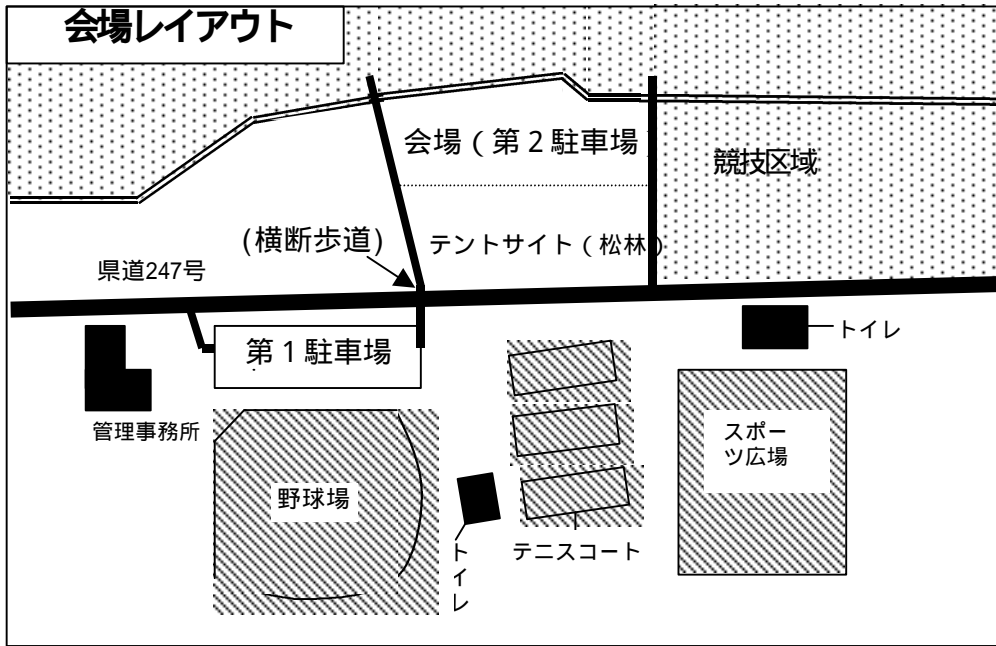 会場レイアウト
会場（第２駐車場）
競技区域
(横断歩道)
テントサイト（松林）
県道247号
トイレ
第１駐車場
管理事務所
スポー
ツ広場
野球場
トイレ
テニスコート